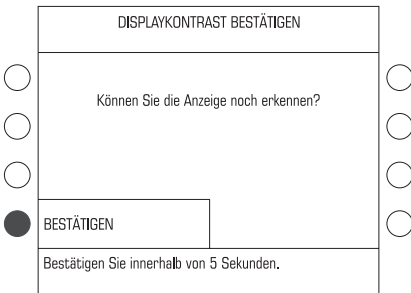 DISPLAYKONTRAST BESTÄTIGEN
Können Sie die Anzeige noch erkennen?
BESTÄTIGEN
Bestätigen Sie innerhalb von 5 Sekunden.